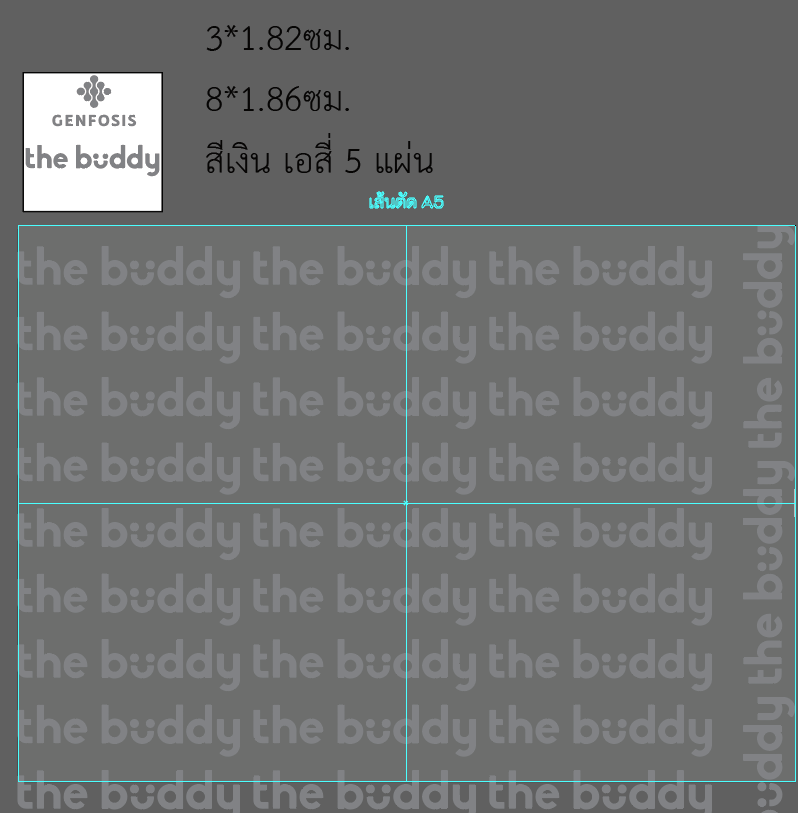 3*1.82ซม.
8*1.86ซม.
สีเงิน เอสี่ 5 แผ่น
GENFOSIS
the buddy
เส้นตัด A5
the buddy the buddy the buddy
the buddy the buddy the buddy
the buddy the buddy the buddy
the buddy the buddy the buddy
the buddy the buddy the buddy
the buddy the buddy the buddy
the buddy the buddy the buddy
the buddy the buddy the buddy
the buddy the buddy the buddy
the buddy the buddy buddy